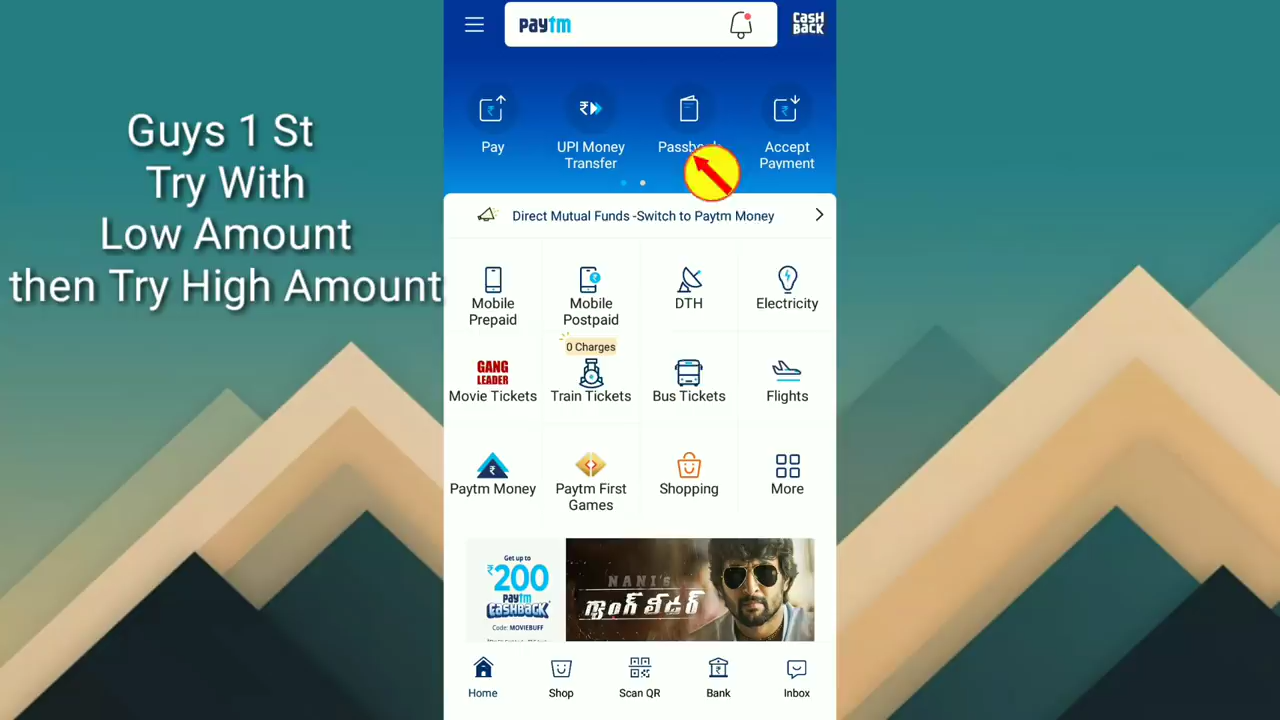 Guys 1 St
Try With
Low Amount
then Try High Amount
paytm
CASH
BACK
Pay
UPI Money
Transfer
Accept
Payment
Direct Mutual Funds -Switch to Paytm Money
Mobile
Prepaid
Mobile
Postpaid
DTH
Electricity
0 Charges
GANG
LEADER
Movie Tickets
Train Tickets
Bus Tickets
Flights
Paytm Money
Paytm First
Games
Shopping
More
Get up to
₹200
paytm
CASHBACK
Code: MOVIEBUFF
NANI's
గ్యాంగ్ లీడర్
Home
Shop
Scan QR
Bank
Inbox